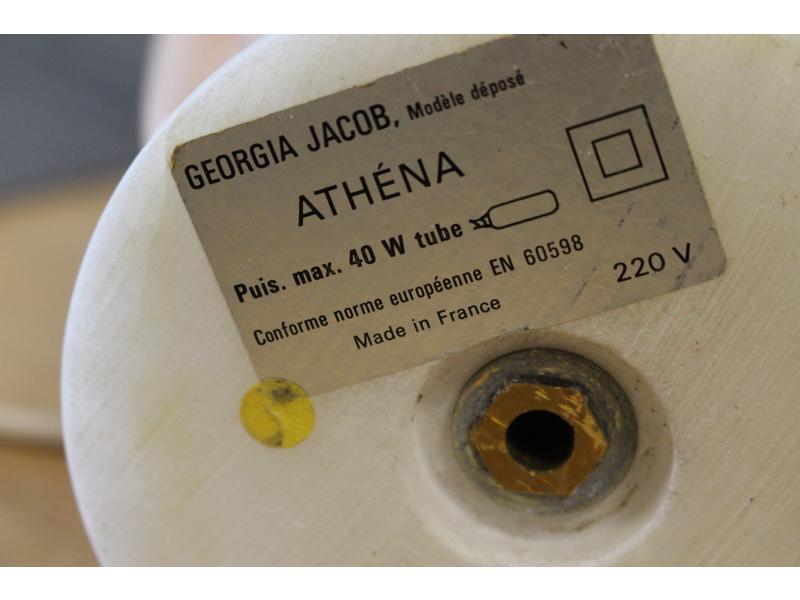 GEORGIA JACOB, Modèle déposé
ATHÉNA
Puis. max. 40 W tube
Conforme norme européenne EN 60598
Made in France
220 V